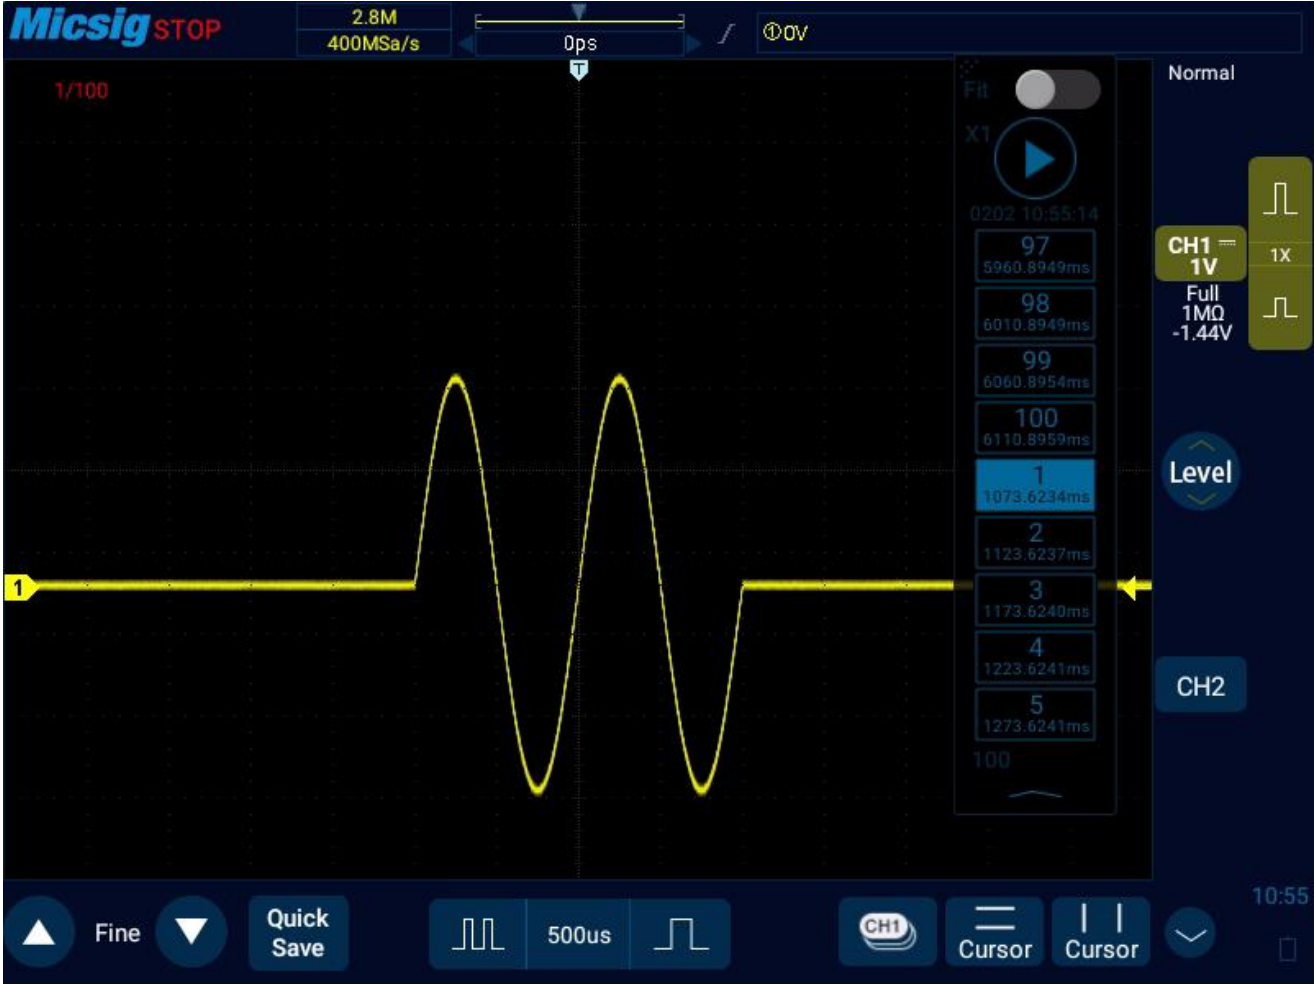 Micsig STOP
2.8M
400MSa/s
0ps
①0V
T
1/100
Fit
X1
0202 10:55:14
97
5960.8949ms
98
6010.8949ms
99
6060.8954ms
100
6110.8959ms
1
1073.6234ms
2
1123.6237ms
3
1173.6240ms
4
1223.6241ms
5
1273.6241ms
100
1
Normal
CH1
1V
1X
Full
1MΩ
-1.44V
Level
CH2
10:55
Fine
Quick
Save
500us
CH1
Cursor
Cursor